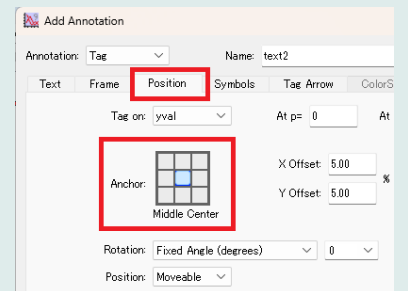 Add Annotation
Annotation: Tag Name: text2
Text Frame Position Symbols Tag Arrow ColorS
Tag on: yval At p= 0 At
Anchor: X Offset: 5.00
%
Y Offset: 5.00
Middle Center
Rotation: Fixed Angle (degrees) 0
Position: Moveable